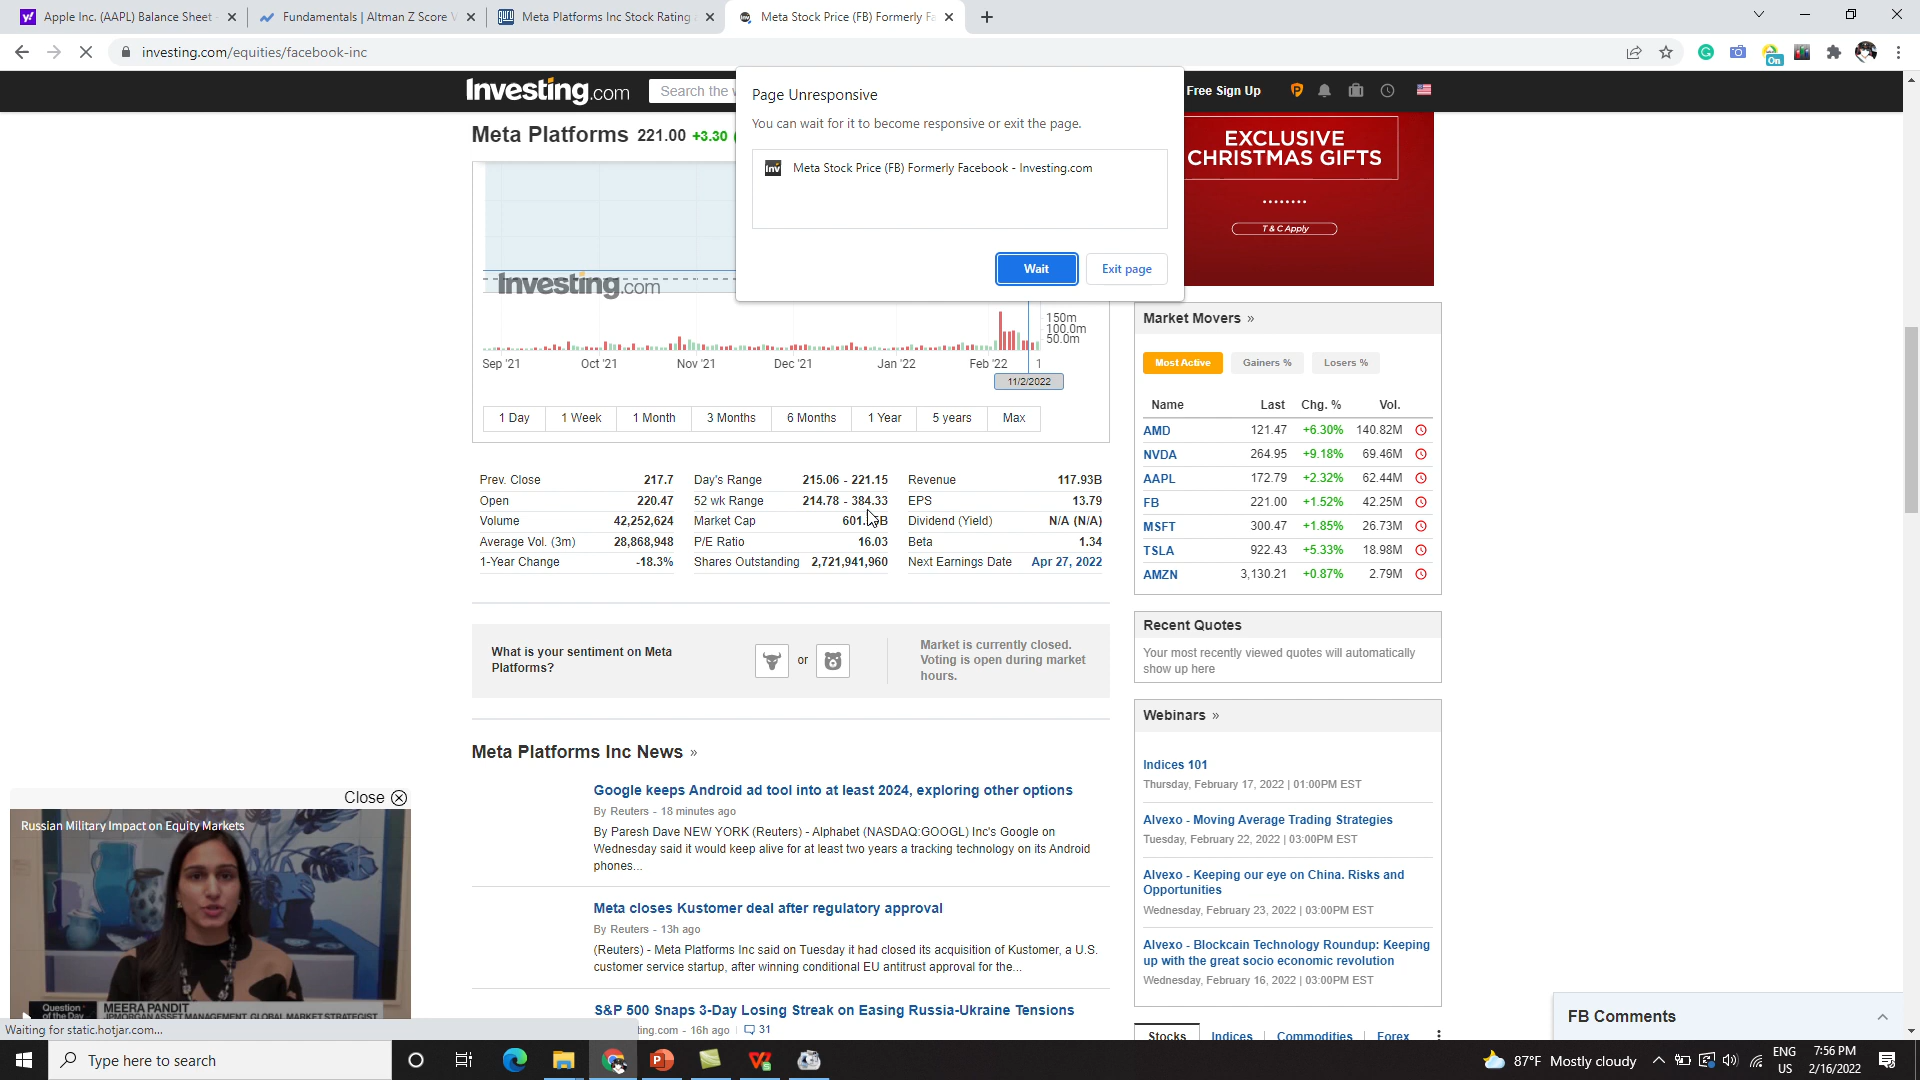 Apple Inc. (AAPL) Balance Sheet
Fundamentals | Altman Z Score
Meta Platforms Inc Stock Rating
Meta Stock Price (FB) Formerly
investing.com/equities/facebook-inc
On
Investing.com
Search the
Free Sign Up
Page Unresponsive
You can wait for it to become responsive or exit the page.
Inv
Meta Stock Price (FB) Formerly Facebook - Investing.com
Wait
Exit page
Meta Platforms 221.00 +3.30
EXCLUSIVE
CHRISTMAS GIFTS
T & C Apply
Investing.com
150m
100.0m
50.0m
Sep '21 Oct '21 Nov '21 Dec '21 Jan '22 Feb '22 1
11/2/2022
1 Day 1 Week 1 Month 3 Months 6 Months 1 Year 5 years Max
Prev. Close 217.7 Day's Range 215.06 - 221.15 Revenue 117.93B
Open 220.47 52 wk Range 214.78 - 384.33 EPS 13.79
Volume 42,252,624 Market Cap Dividend (Yield) N/A (N/A)
Average Vol. (3m) 28,868,948 P/E Ratio 16.03 Beta 1.34
1-Year Change -18.3% Shares Outstanding 2,721,941,960 Next Earnings Date Apr 27, 2022
What is your sentiment on Meta
Platforms?
or
Market is currently closed.
Voting is open during market
hours.
Meta Platforms Inc News »
Google keeps Android ad tool into at least 2024, exploring other options
By Reuters - 18 minutes ago
By Paresh Dave NEW YORK (Reuters) - Alphabet (NASDAQ:GOOGL) Inc's Google on
Wednesday said it would keep alive for at least two years a tracking technology on its Android
phones...
Meta closes Kustomer deal after regulatory approval
By Reuters - 13h ago
(Reuters) - Meta Platforms Inc said on Tuesday it had closed its acquisition of Kustomer, a U.S.
customer service startup, after winning conditional EU antitrust approval for the...
S&P 500 Snaps 3-Day Losing Streak on Easing Russia-Ukraine Tensions
ting.com - 16h ago 31
Market Movers »
Most Active Gainers % Losers %
Name Last Chg. % Vol.
AMD 121.47 +6.30% 140.82M
NVDA 264.95 +9.18% 69.46M
AAPL 172.79 +2.32% 62.44M
FB 221.00 +1.52% 42.25M
MSFT 300.47 +1.85% 26.73M
TSLA 922.43 +5.33% 18.98M
AMZN 3,130.21 +0.87% 2.79M
Recent Quotes
Your most recently viewed quotes will automatically
show up here
Webinars »
Indices 101
Thursday, February 17, 2022 | 01:00PM EST
Alvexo - Moving Average Trading Strategies
Tuesday, February 22, 2022 | 03:00PM EST
Alvexo - Keeping our eye on China. Risks and
Opportunities
Wednesday, February 23, 2022 | 03:00PM EST
Alvexo - Blockcain Technology Roundup: Keeping
up with the great socio economic revolution
Wednesday, February 16, 2022 | 03:00PM EST
Stocks Indices Commodities Forex
FB Comments
Close
Russian Military Impact on Equity Markets
Question
of the Day
MEERA PANDIT
JPMORGAN ASSET MANAGEMENT GLOBAL MARKET STRATEGIST
Waiting for static.hotjar.com...
Type here to search
87°F Mostly cloudy
ENG
US
7:56 PM
2/16/2022